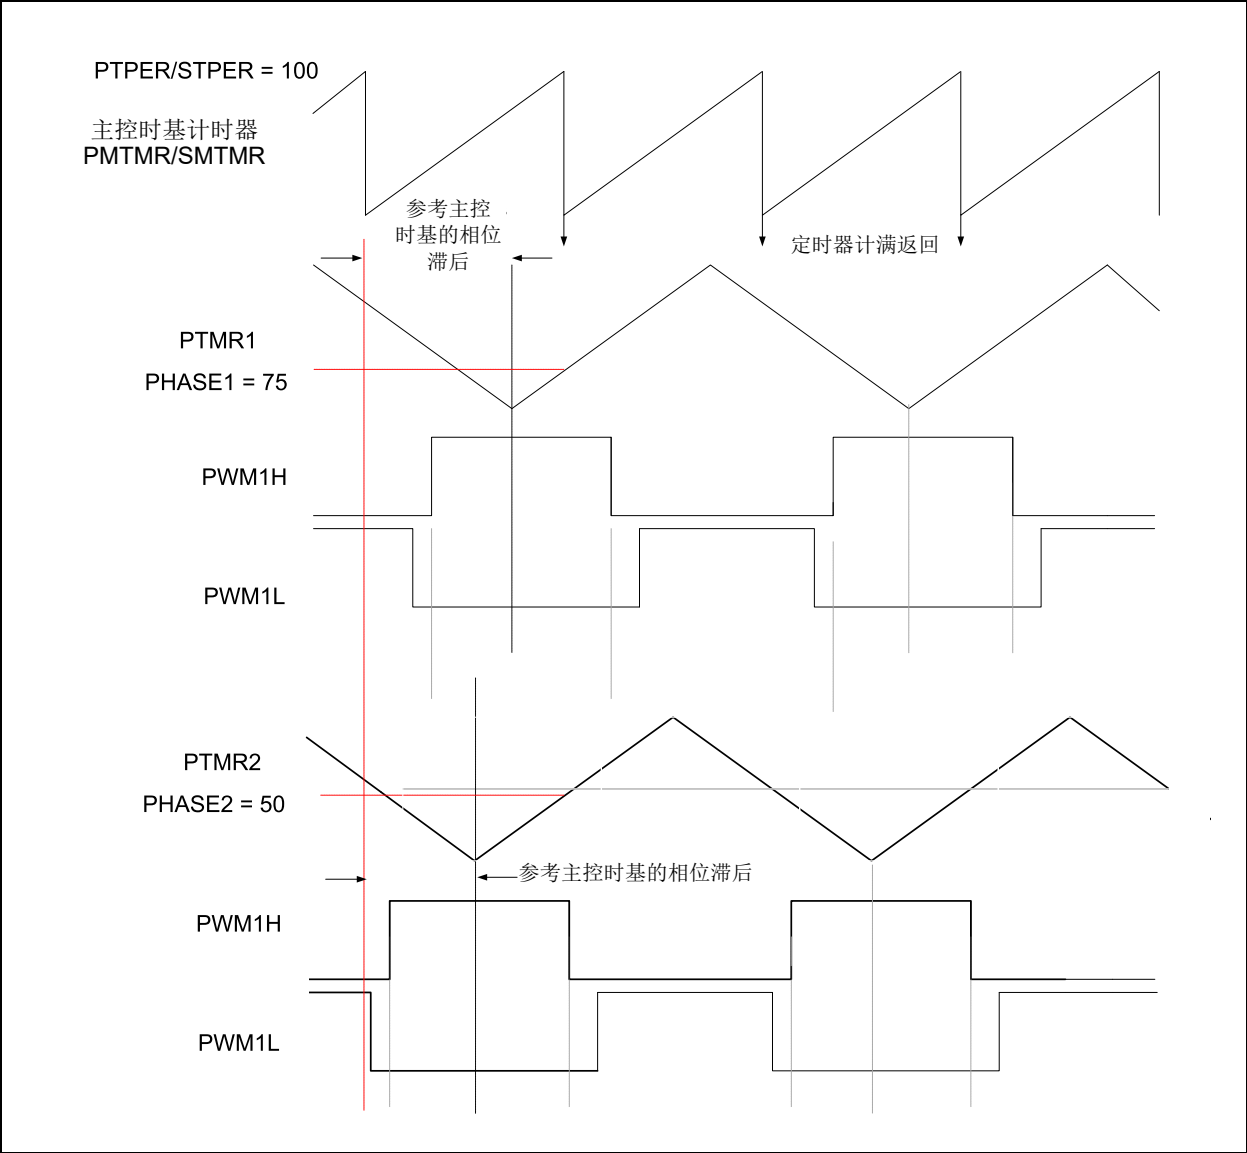 PTPER/STPER = 100
主控时基计时器
PMTMR/SMTMR
参考主控
时基的相位
滞后
定时器计满返回
PTMR1
PHASE1 = 75
PWM1H
PWM1L
PTMR2
PHASE2 = 50
参考主控时基的相位滞后
PWM1H
PWM1L